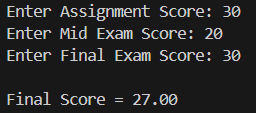 Enter Assignment Score: 30
Enter Mid Exam Score: 20
Enter Final Exam Score: 30
Final Score = 27.00